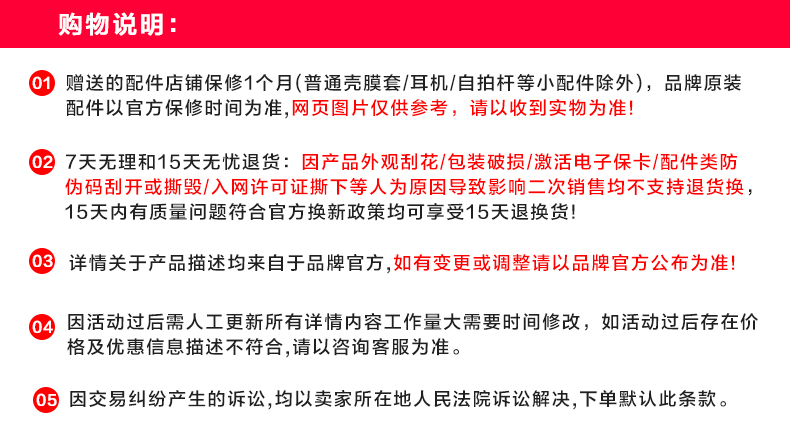 购物说明：
01 赠送的配件店铺保修1个月(普通壳膜套/耳机/自拍杆等小配件除外)，品牌原装
配件以官方保修时间为准,网页图片仅供参考，请以收到实物为准!
02 7天无理和15天无忧退货：因产品外观刮花/包装破损/激活电子保卡/配件类防
伪码刮开或撕毁/入网许可证撕下等人为原因导致影响二次销售均不支持退货换，
15天内有质量问题符合官方换新政策均可享受15天退换货!
03 详情关于产品描述均来自于品牌官方,如有变更或调整请以品牌官方公布为准!
04 因活动过后需人工更新所有详情内容工作量大需要时间修改，如活动过后存在价
格及优惠信息描述不符合,请以咨询客服为准。
05 因交易纠纷产生的诉讼,均以卖家所在地人民法院诉讼解决,下单默认此条款。